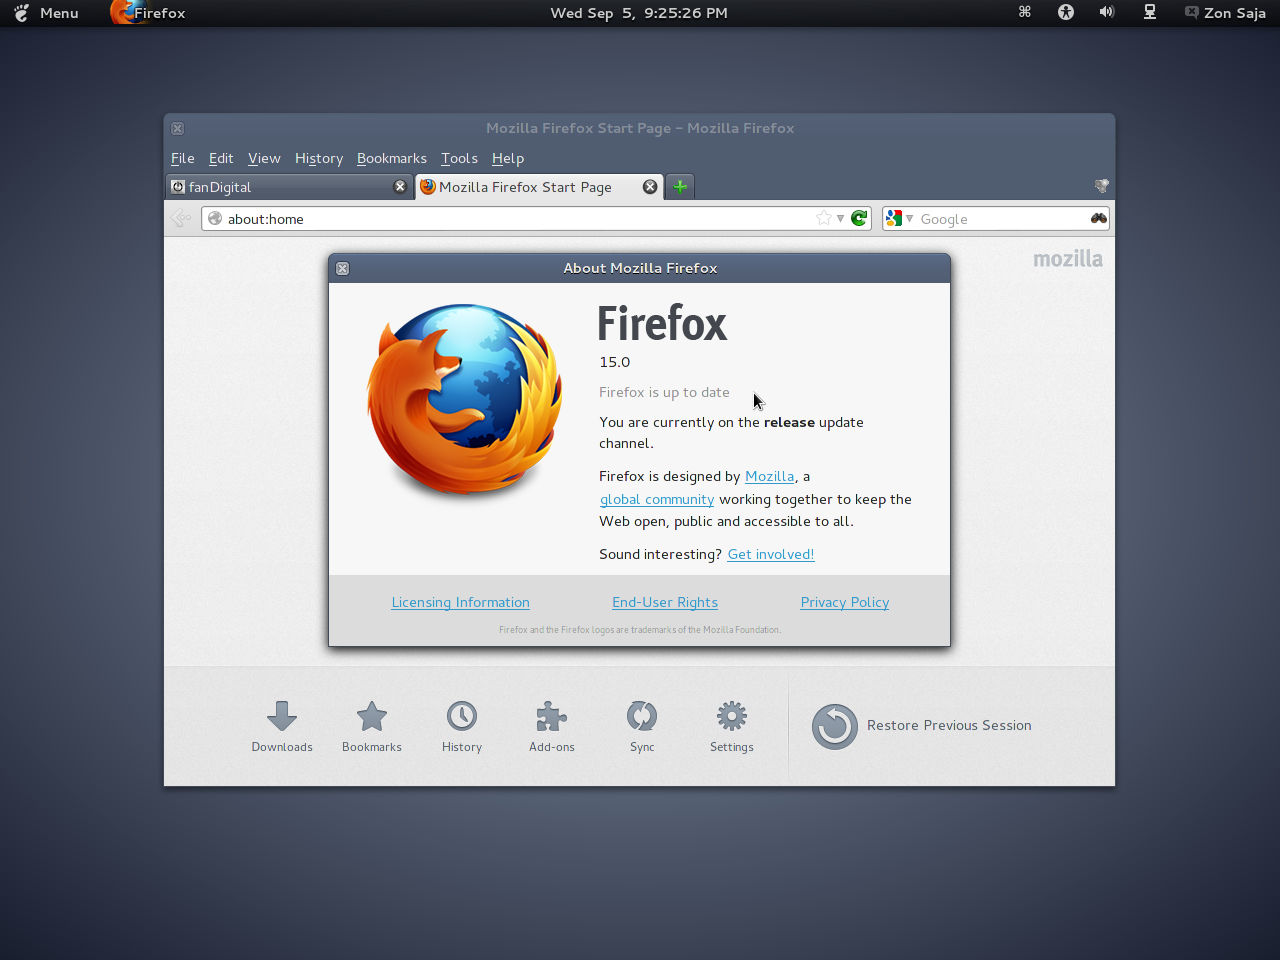 Menu Firefox Wed Sep 5, 9:25:26 PM Zon Saja
Mozilla Firefox Start Page – Mozilla Firefox
File Edit View History Bookmarks Tools Help
fanDigital Mozilla Firefox Start Page
about:home Google
mozilla
About Mozilla Firefox
Firefox
15.0
Firefox is up to date
You are currently on the release update
channel.
Firefox is designed by Mozilla, a
global community working together to keep the
Web open, public and accessible to all.
Sound interesting? Get involved!
Licensing Information End-User Rights Privacy Policy
Firefox and the Firefox logos are trademarks of the Mozilla Foundation.
Downloads Bookmarks History Add-ons Sync Settings Restore Previous Session